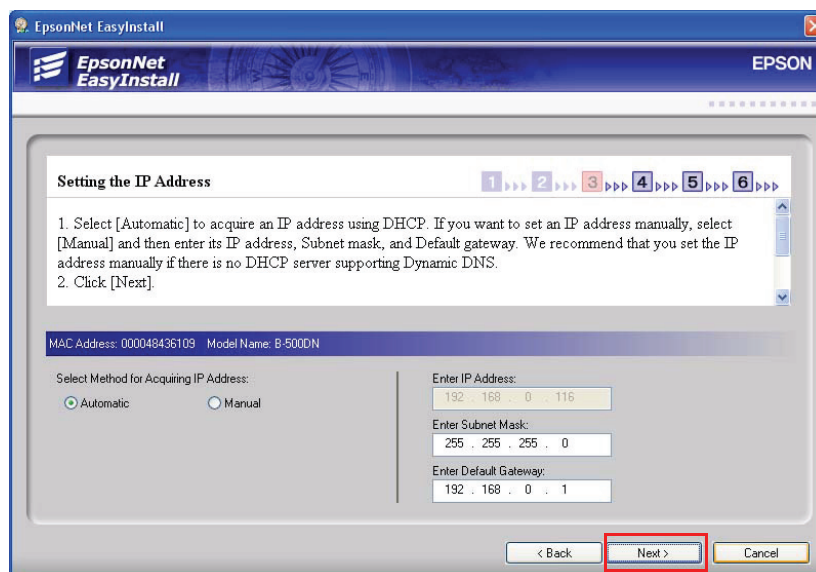 EpsonNet EasyInstall
EpsonNet
EasyInstall
EPSON
Setting the IP Address
1 2 3 4 5 6
1. Select [Automatic] to acquire an IP address using DHCP. If you want to set an IP address manually, select
[Manual] and then enter its IP address, Subnet mask, and Default gateway. We recommend that you set the IP
address manually if there is no DHCP server supporting Dynamic DNS.
2. Click [Next].
MAC Address: 000048436109 Model Name: B-500DN
Select Method for Acquiring IP Address:
Automatic Manual
Enter IP Address:
192 . 168 . 0 . 116
Enter Subnet Mask:
255 . 255 . 255 . 0
Enter Default Gateway:
192 . 168 . 0 . 1
< Back Next > Cancel